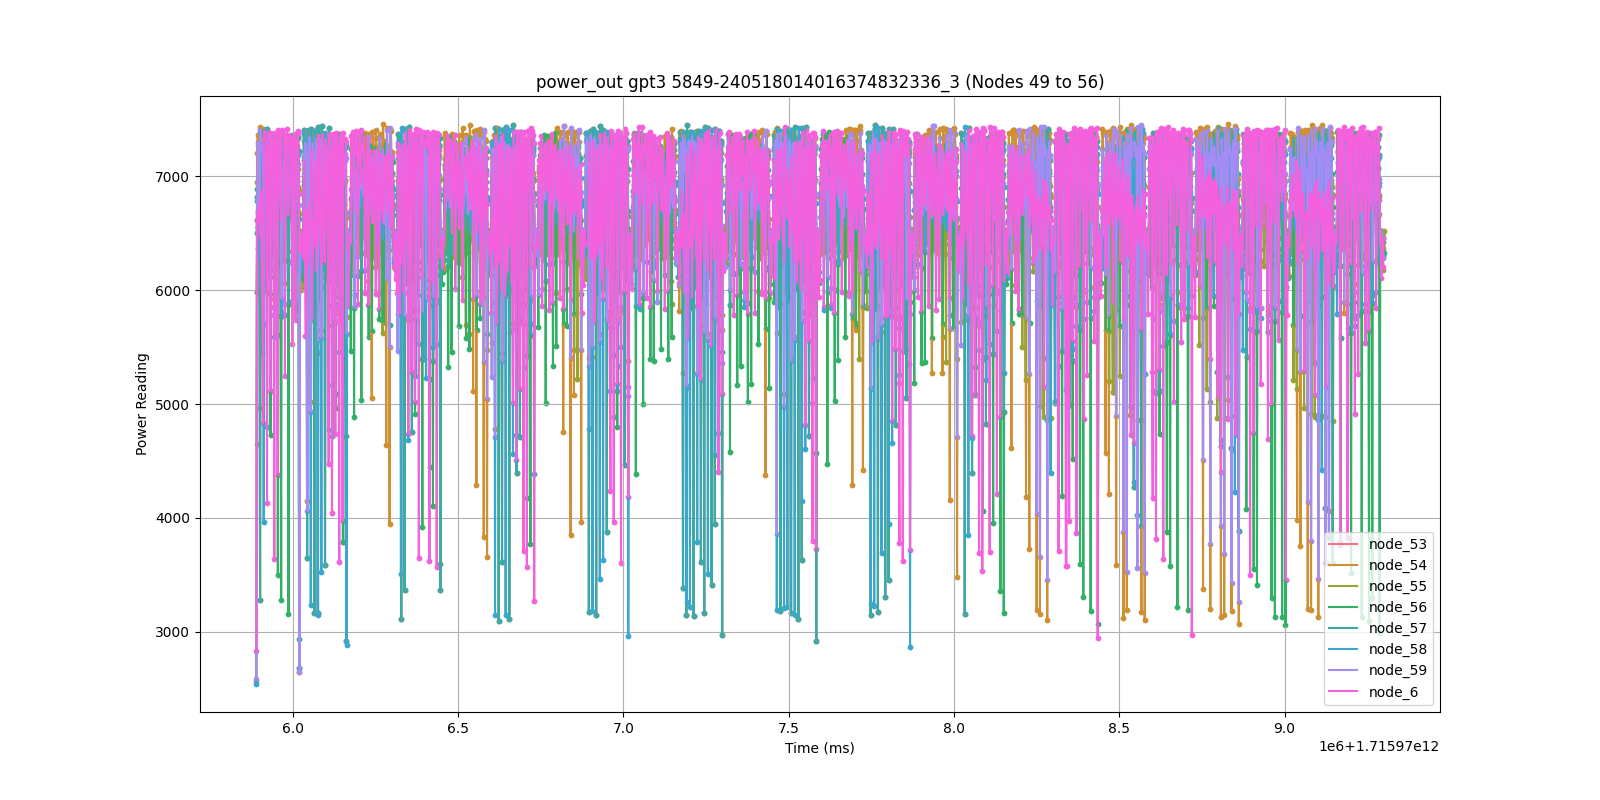 power_out gpt3 5849-240518014016374832336_3 (Nodes 49 to 56)
Power Reading
7000
6000
5000
4000
3000
node_53
node_54
node_55
node_56
node_57
node_58
node_59
node_6
6.0 6.5 7.0 7.5 8.0 8.5 9.0
Time (ms)
1e6+1.71597e12